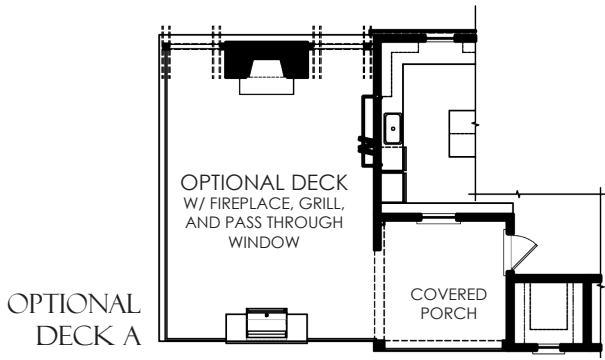 OPTIONAL DECK
W/ FIREPLACE, GRILL,
AND PASS THROUGH
WINDOW
COVERED
PORCH
OPTIONAL
DECK A